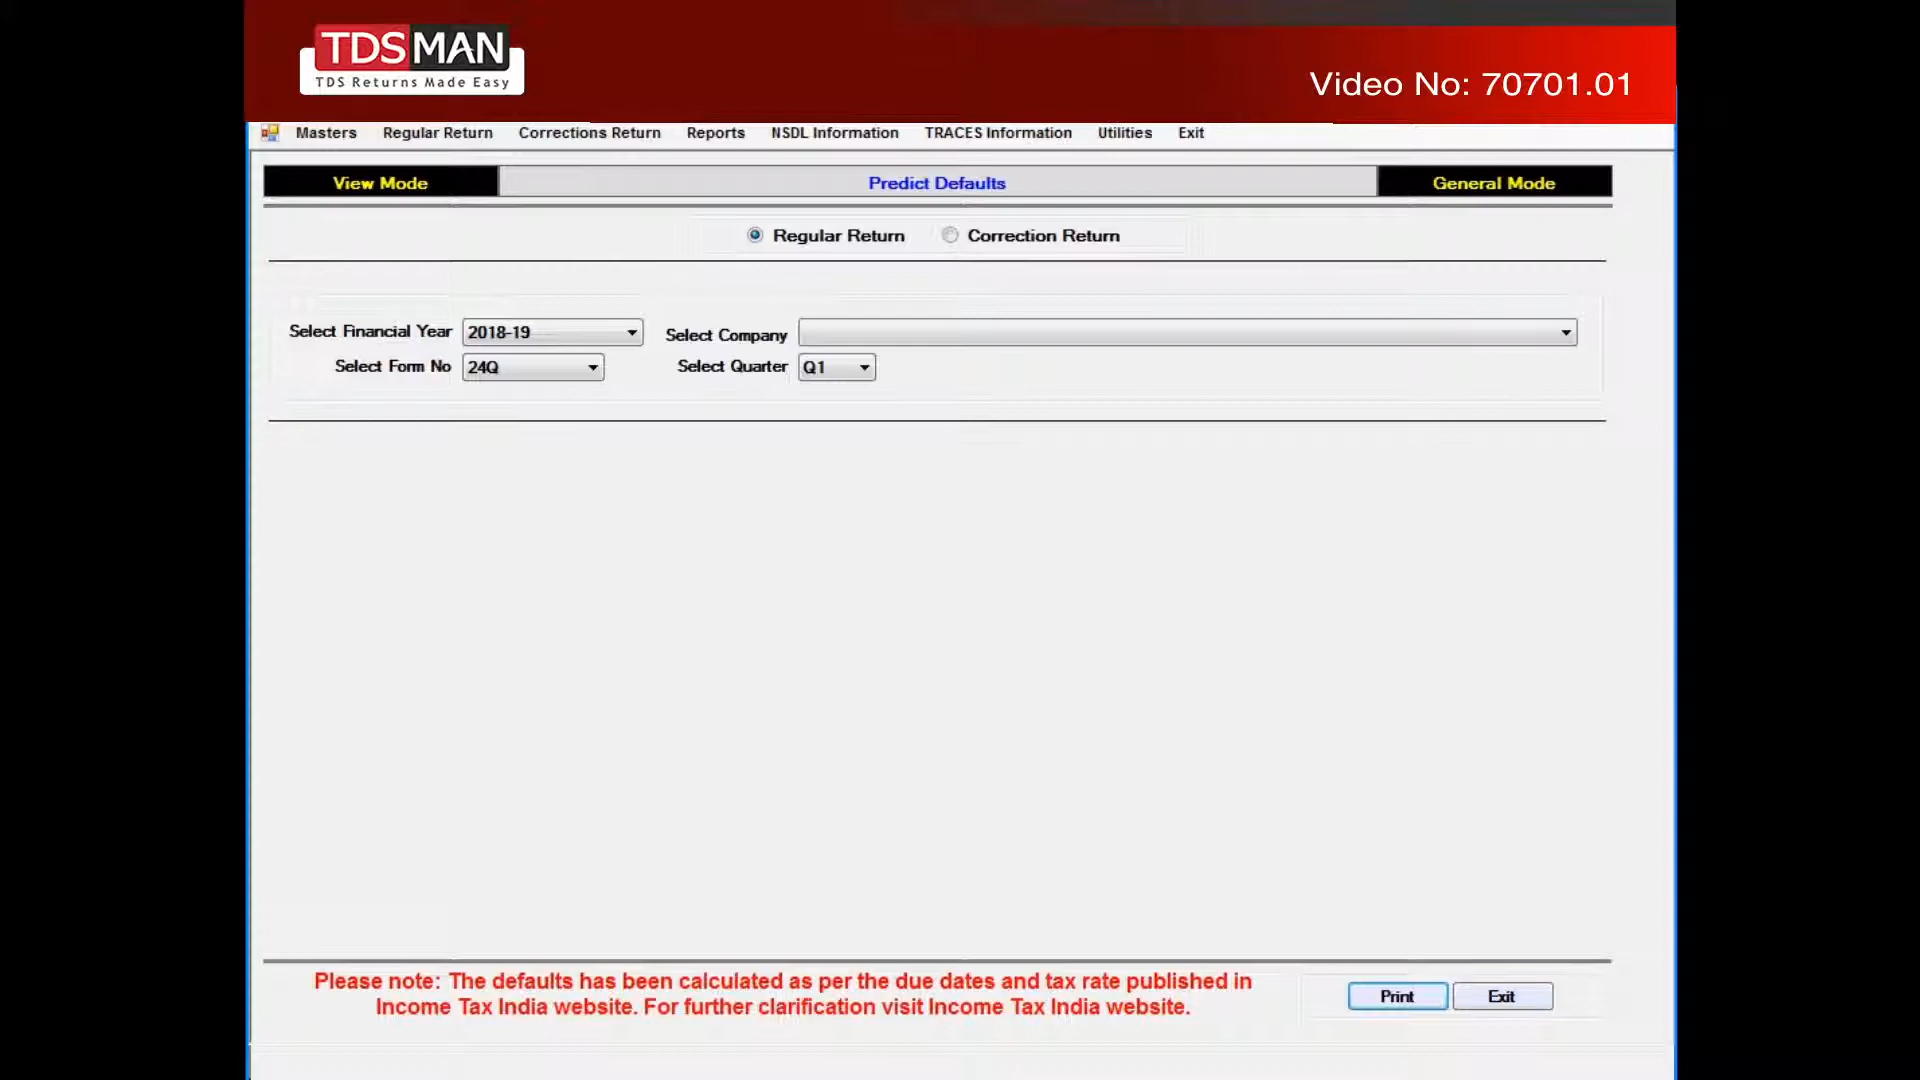 TDSMAN
TDS Returns Made Easy
Video No: 70701.01
Masters Regular Return Corrections Return Reports NSDL Information TRACES Information Utilities Exit
View Mode Predict Defaults General Mode
Regular Return Correction Return
Select Financial Year 2018-19 Select Company
Select Form No 24Q Select Quarter Q1
Please note: The defaults has been calculated as per the due dates and tax rate published in
Income Tax India website. For further clarification visit Income Tax India website.
Print Exit